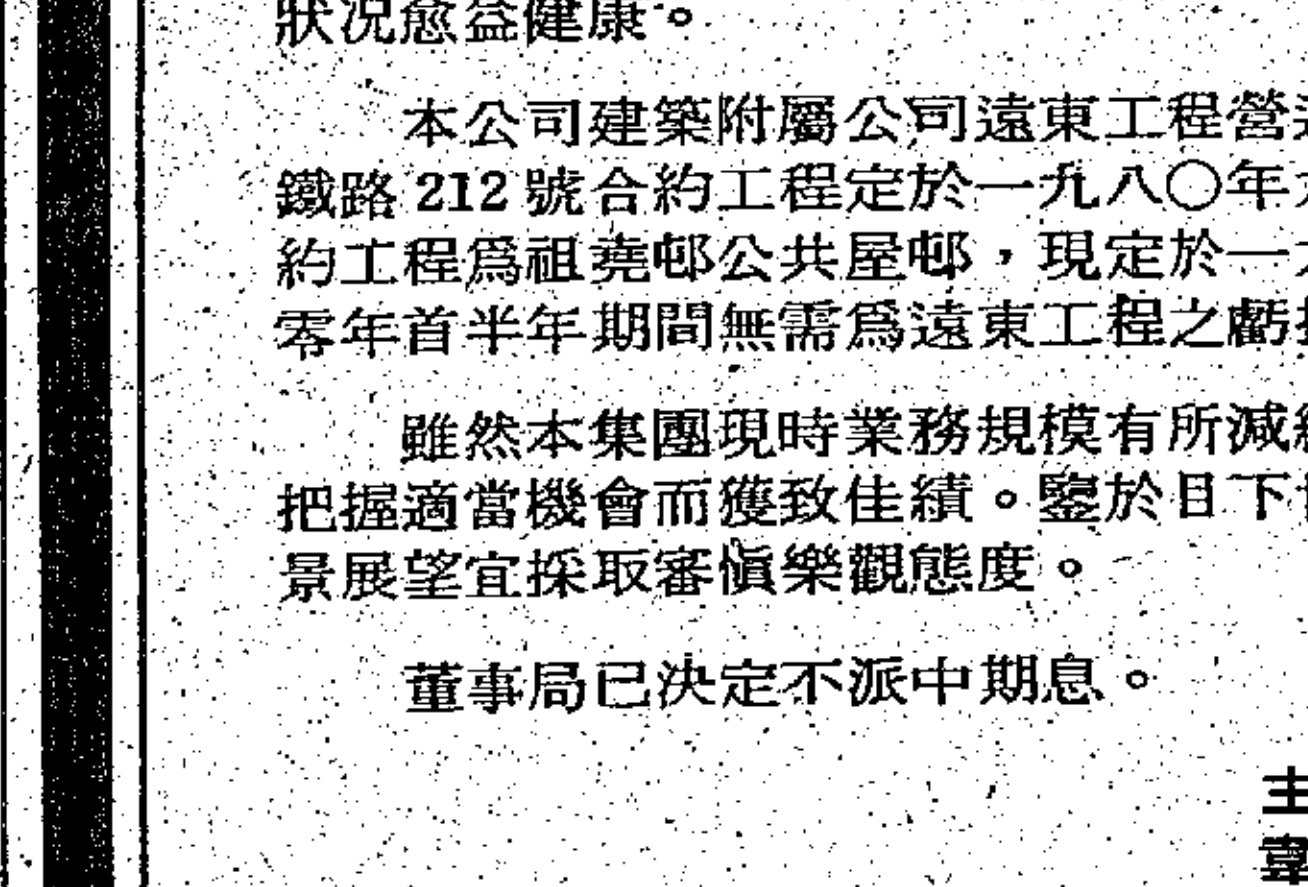 狀況愈益健康。
本公司建築附屬公司遠東工程營
鐵路212號合約工程定於一九八〇年
約工程爲祖堯邨公共屋邨，現定於一
零年首半年期間無需爲遠東工程之虧
雖然本集團現時業務規模有所減
把握適當機會而獲致佳績。鑒於目下
景展望宜採取審慎樂觀態度。
董事局已決定不派中期息。
主
韋